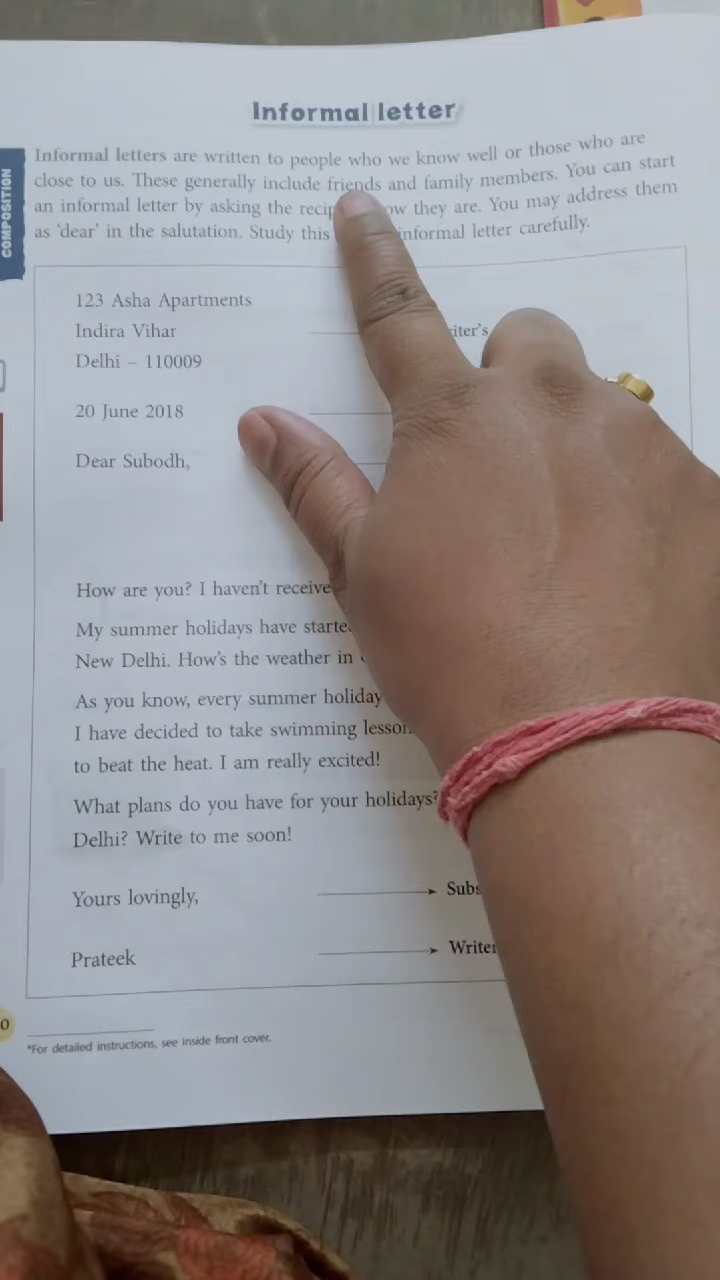 Informal letter
COMPOSITION
Informal letters are written to people who we know well or those who are
close to us. These generally include friends and family members. You can start
an informal letter by asking the ow they are. You may address them
as 'dear' in the salutation. Study this informal letter carefully.
123 Asha Apartments
Indira Vihar
Delhi – 110009
20 June 2018
Dear Subodh,
How are you? I haven't receive
My summer holidays have starte
New Delhi. How's the weather in
As you know, every summer holiday
I have decided to take swimming lesson
to beat the heat. I am really excited!
What plans do you have for your holidays?
Delhi? Write to me soon!
Yours lovingly,
Subs
Prateek
Writer
0
*For detailed instructions, see inside front cover.